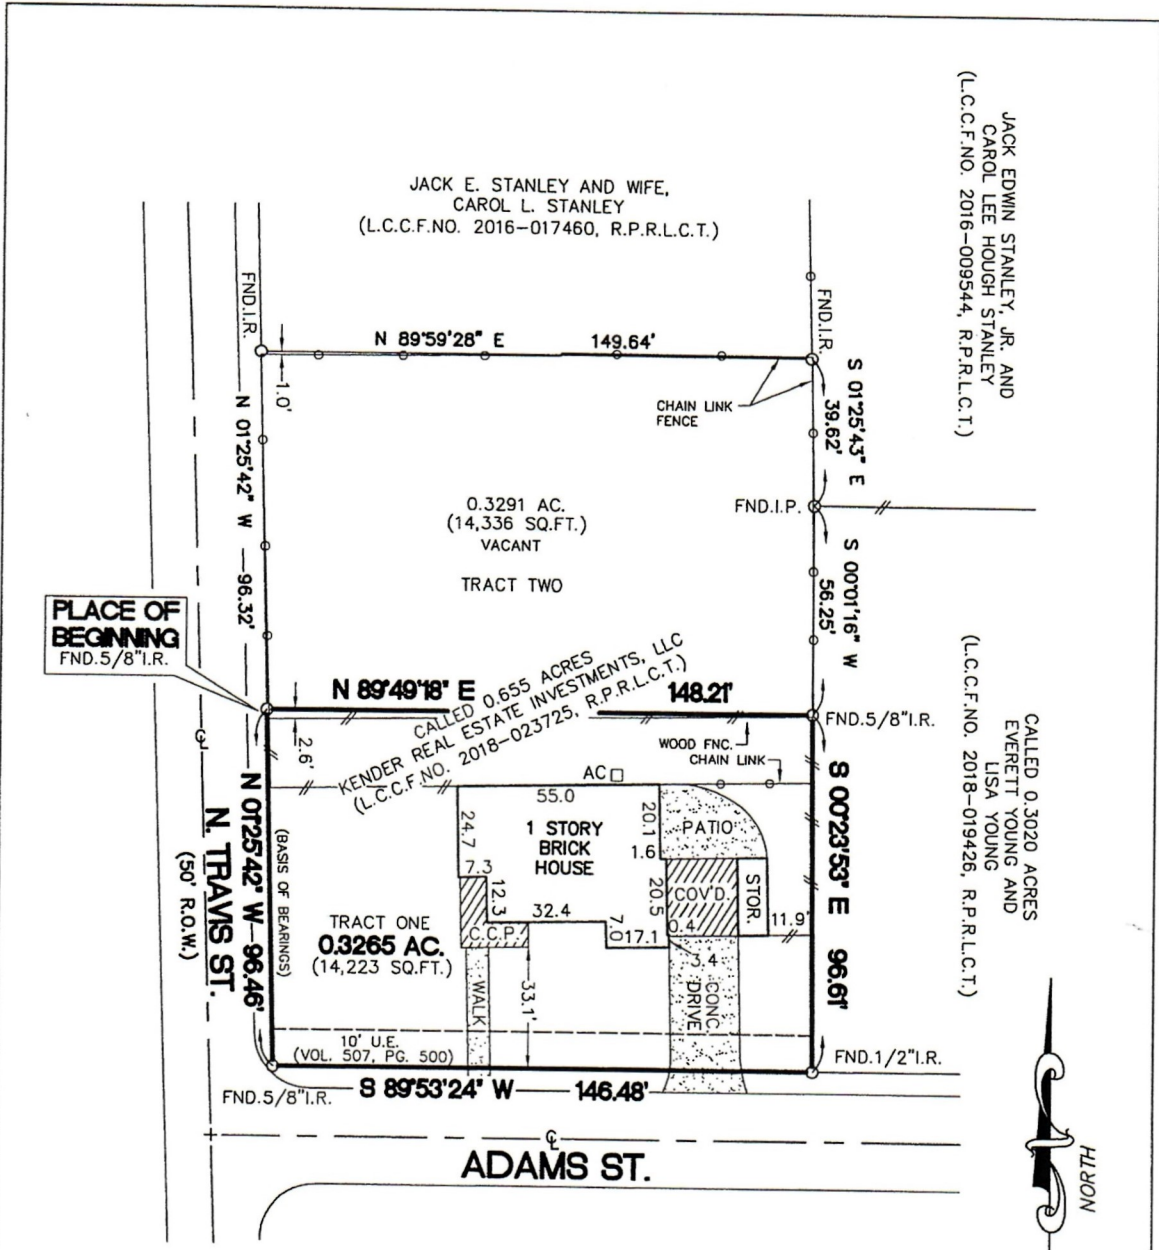 JACK EDWIN STANLEY, JR. AND
CAROL LEE HOUGH STANLEY
(L.C.C.F.NO. 2016-009544, R.P.R.L.C.T.)
JACK E. STANLEY AND WIFE,
CAROL L. STANLEY
(L.C.C.F.NO. 2016-017460, R.P.R.L.C.T.)
FND.I.R.
FND.I.R.
N 89°59'28" E 149.64'
1.0'
CHAIN LINK
FENCE
S 01°25'43" E
39.62'
N 01°25'42" W 96.32'
0.3291 AC.
(14,336 SQ.FT.)
VACANT
TRACT TWO
FND.I.P.
S 00°01'16" W
56.25'
PLACE OF
BEGINNING
FND.5/8"I.R.
N 89°49'18" E 148.21'
CALLED 0.655 ACRES
KENDER REAL ESTATE INVESTMENTS, LLC
(L.C.C.F.NO. 2018-023725, R.P.R.L.C.T.)
FND.5/8"I.R.
CALLED 0.3020 ACRES
EVERETT YOUNG AND
LISA YOUNG
(L.C.C.F.NO. 2018-019426, R.P.R.L.C.T.)
2.6'
WOOD FNC.
CHAIN LINK
AC
55.0
24.7
1 STORY
BRICK
HOUSE
20.1
1.6
PATIO
7.3
12.3
32.4
7.0
17.1
20.5
COV'D.
0.4
STOR.
11.9'
3.4
C.C.P.
WALK
33.1'
CONC.
DRIVE
S 00°23'53" E 96.61'
N 01°25'42" W 96.46'
(BASIS OF BEARINGS)
N. TRAVIS ST.
(50' R.O.W.)
℄
TRACT ONE
0.3265 AC.
(14,223 SQ.FT.)
10' U.E.
(VOL. 507, PG. 500)
FND.1/2"I.R.
FND.5/8"I.R.
S 89°53'24" W 146.48'
℄
ADAMS ST.
NORTH